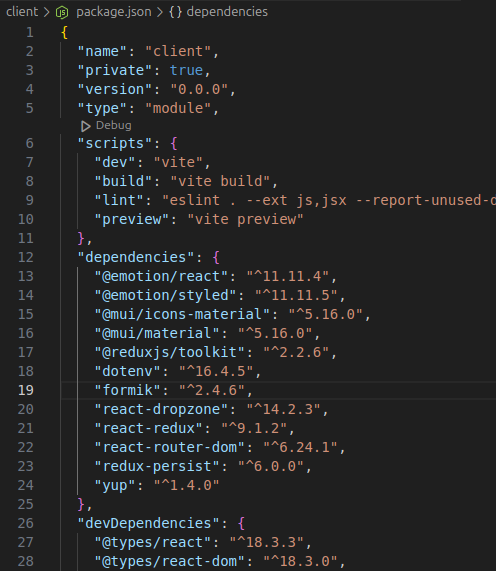 client > package.json > {} dependencies
1 {
2 "name": "client",
3 "private": true,
4 "version": "0.0.0",
5 "type": "module",
Debug
6 "scripts": {
7 "dev": "vite",
8 "build": "vite build",
9 "lint": "eslint . --ext js,jsx --report-unused-
10 "preview": "vite preview"
11 },
12 "dependencies": {
13 "@emotion/react": "^11.11.4",
14 "@emotion/styled": "^11.11.5",
15 "@mui/icons-material": "^5.16.0",
16 "@mui/material": "^5.16.0",
17 "@reduxjs/toolkit": "^2.2.6",
18 "dotenv": "^16.4.5",
19 "formik": "^2.4.6",
20 "react-dropzone": "^14.2.3",
21 "react-redux": "^9.1.2",
22 "react-router-dom": "^6.24.1",
23 "redux-persist": "^6.0.0",
24 "yup": "^1.4.0"
25 },
26 "devDependencies": {
27 "@types/react": "^18.3.3",
28 "@types/react-dom": "^18.3.0",